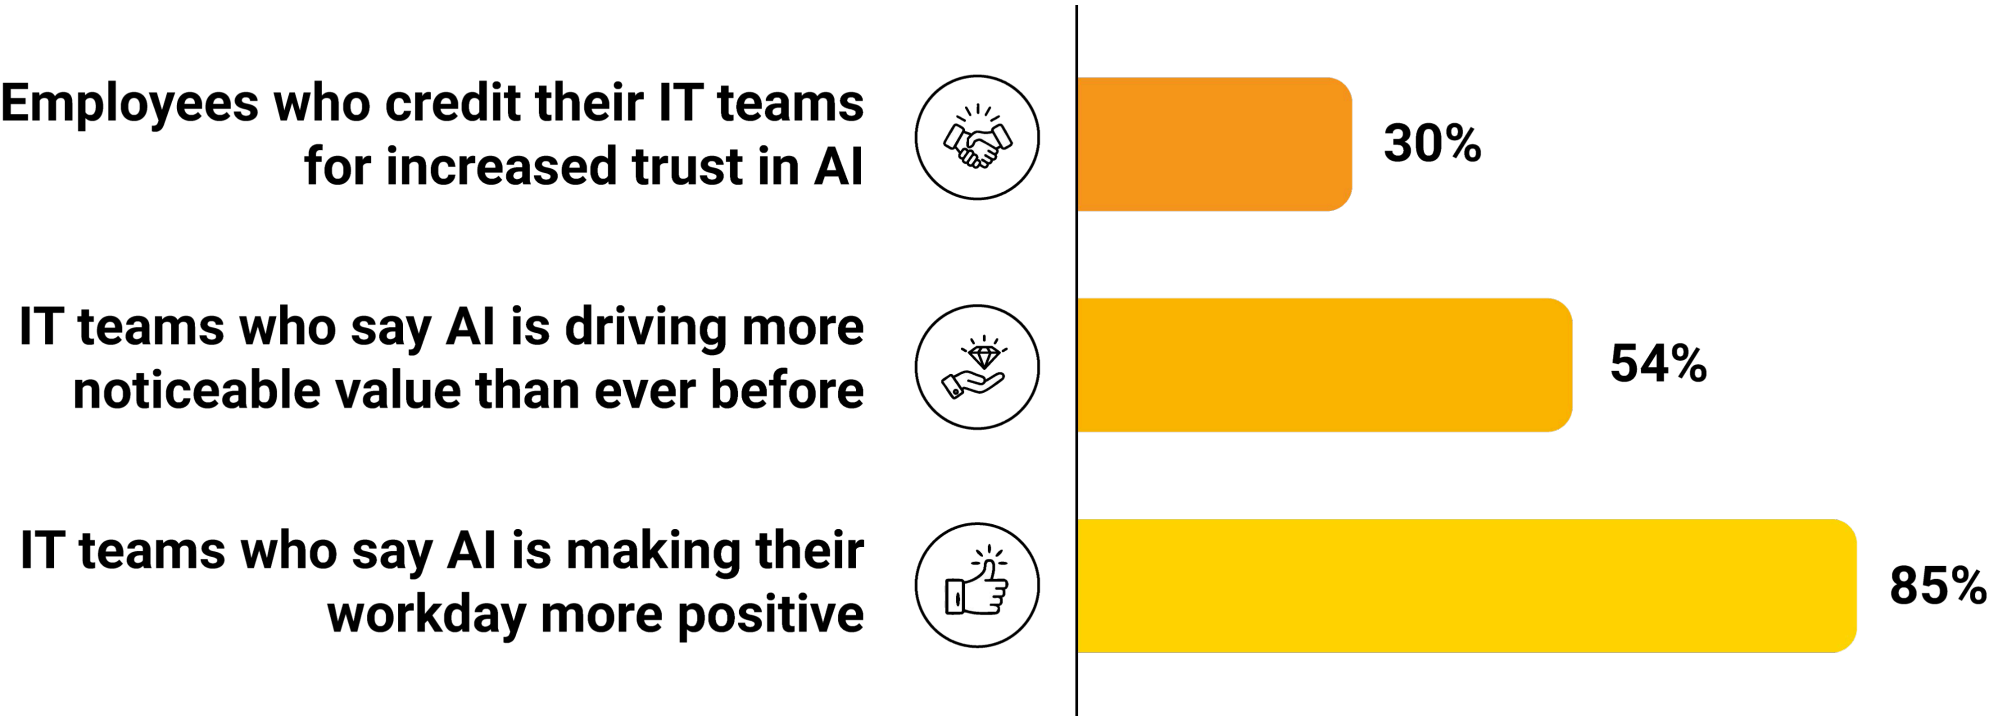 Employees who credit their IT teams
for increased trust in AI
30%
IT teams who say AI is driving more
noticeable value than ever before
54%
IT teams who say AI is making their
workday more positive
85%